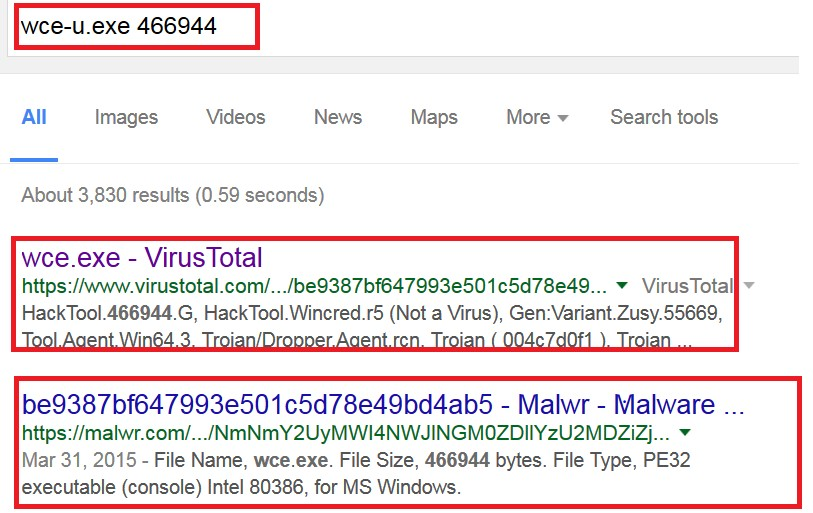 wce-u.exe 466944
All Images Videos News Maps More Search tools
About 3,830 results (0.59 seconds)
wce.exe - VirusTotal
https://www.virustotal.com/.../be9387bf647993e501c5d78e49... VirusTotal
HackTool.466944.G, HackTool.Wincred.r5 (Not a Virus), Gen:Variant.Zusy.55669,
Tool.Agent.Win64.3, Trojan/Dropper.Agent.rcn, Trojan ( 004c7d0f1 ), Trojan ...
be9387bf647993e501c5d78e49bd4ab5 - Malwr - Malware ...
https://malwr.com/.../NmNmY2UyMWI4NWJlNGM0ZDllYzU2MDZiZj...
Mar 31, 2015 - File Name, wce.exe. File Size, 466944 bytes. File Type, PE32
executable (console) Intel 80386, for MS Windows.